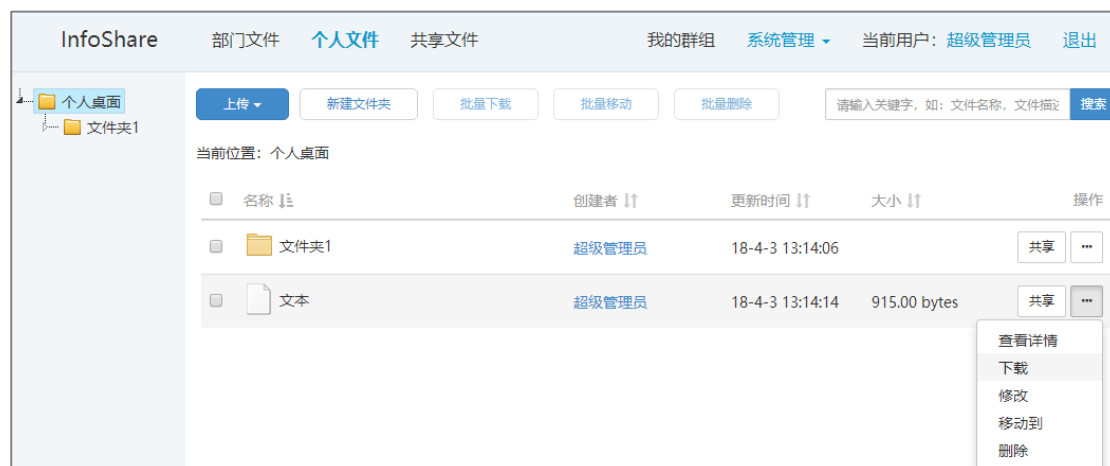 InfoShare 部门文件 个人文件 共享文件 我的群组 系统管理 当前用户：超级管理员 退出
个人桌面 上传 新建文件夹 批量下载 批量移动 批量删除 请输入关键字，如：文件名称，文件描述 搜索
文件夹1
当前位置：个人桌面
名称 创建者 更新时间 大小 操作
文件夹1 超级管理员 18-4-3 13:14:06 共享 ...
文本 超级管理员 18-4-3 13:14:14 915.00 bytes 共享 ...
查看详情
下载
修改
移动到
删除